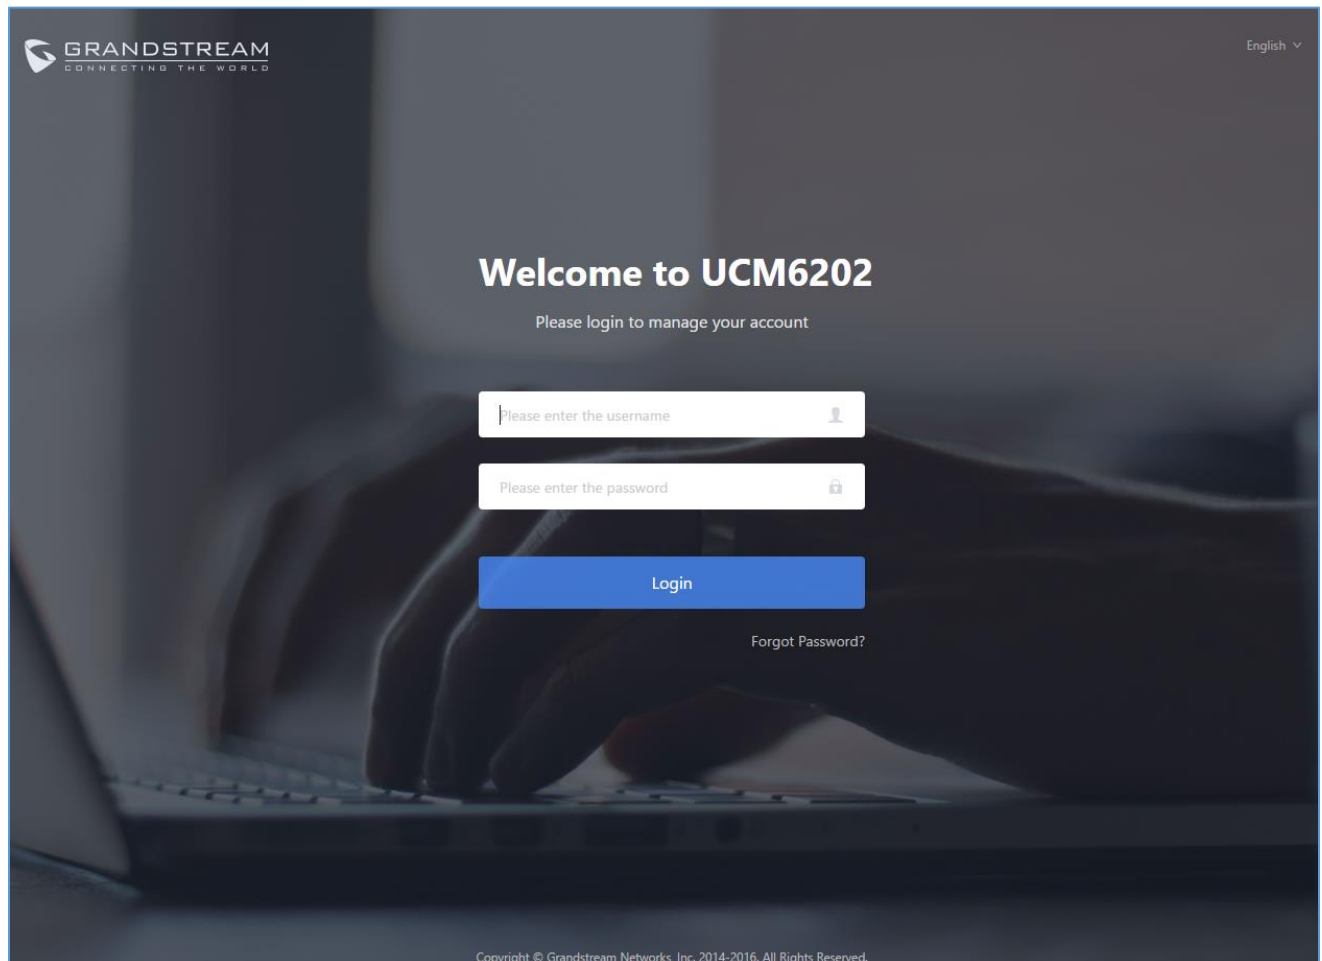 GRANDSTREAM
CONNECTING THE WORLD
English
Welcome to UCM6202
Please login to manage your account
Please enter the username
Please enter the password
Login
Forgot Password?
Copyright © Grandstream Networks, Inc. 2014-2016. All Rights Reserved.